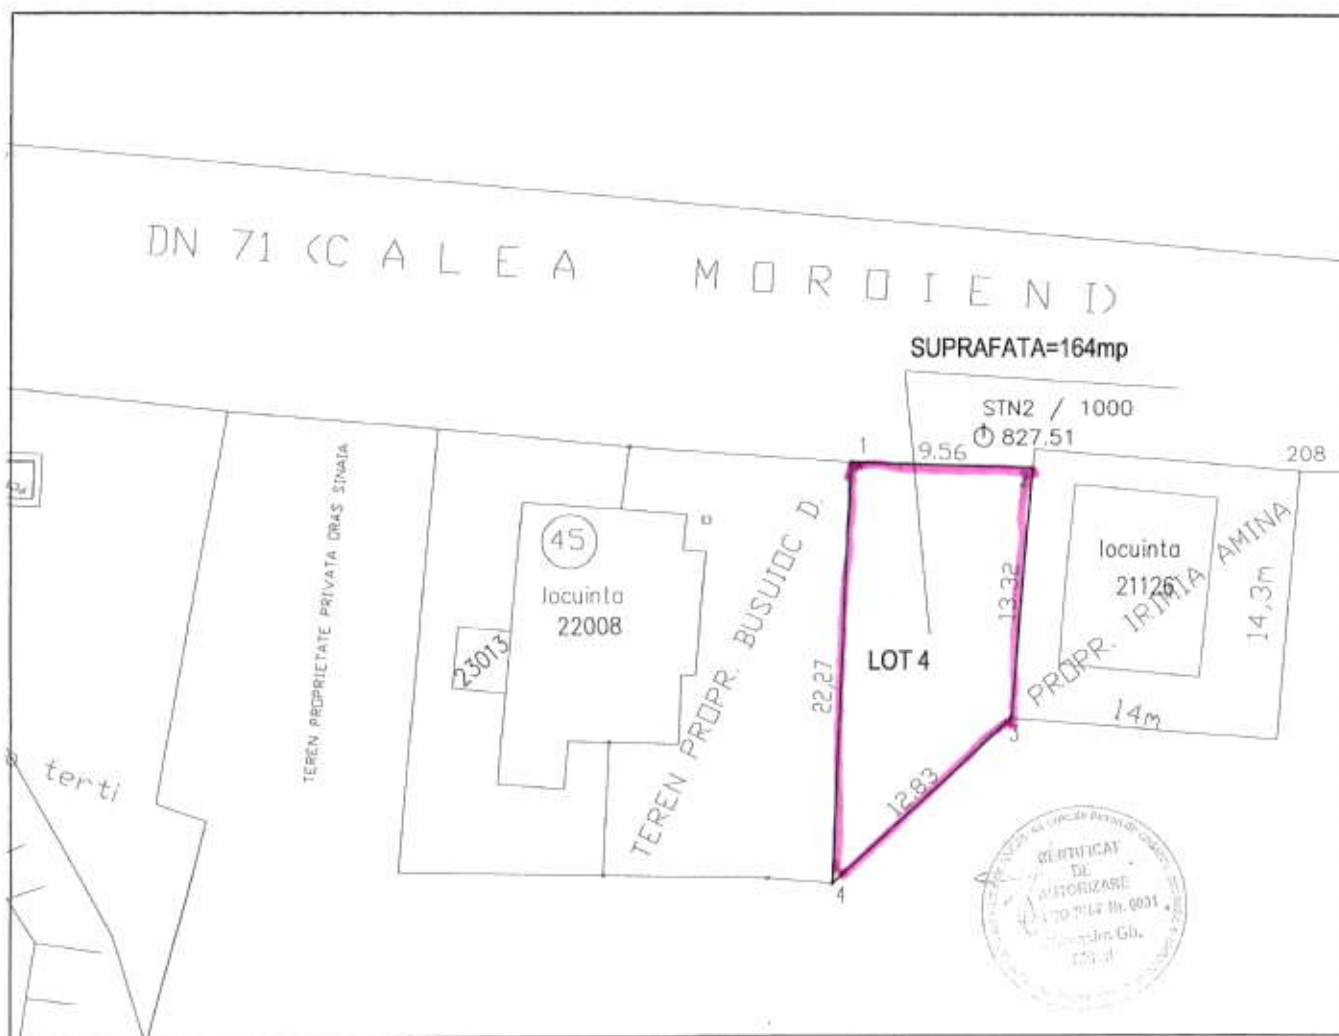 DN 71 (CALEA MOROIENI)
SUPRAFATA=164mp
STN2 / 1000
827.51
1
9.56
208
TEREN PROPRIETATE PRIVATA ORAS SINAIA
45
locuinta
22008
23013
TEREN PROPR. BUSUIOC D.
22,27
LOT 4
13.32
locuinta
21126
PROPR. IRIMIA AMINA
14,3m
14m
3
12.83
4
terti
CERTIFICAT
DE
AUTORIZARE